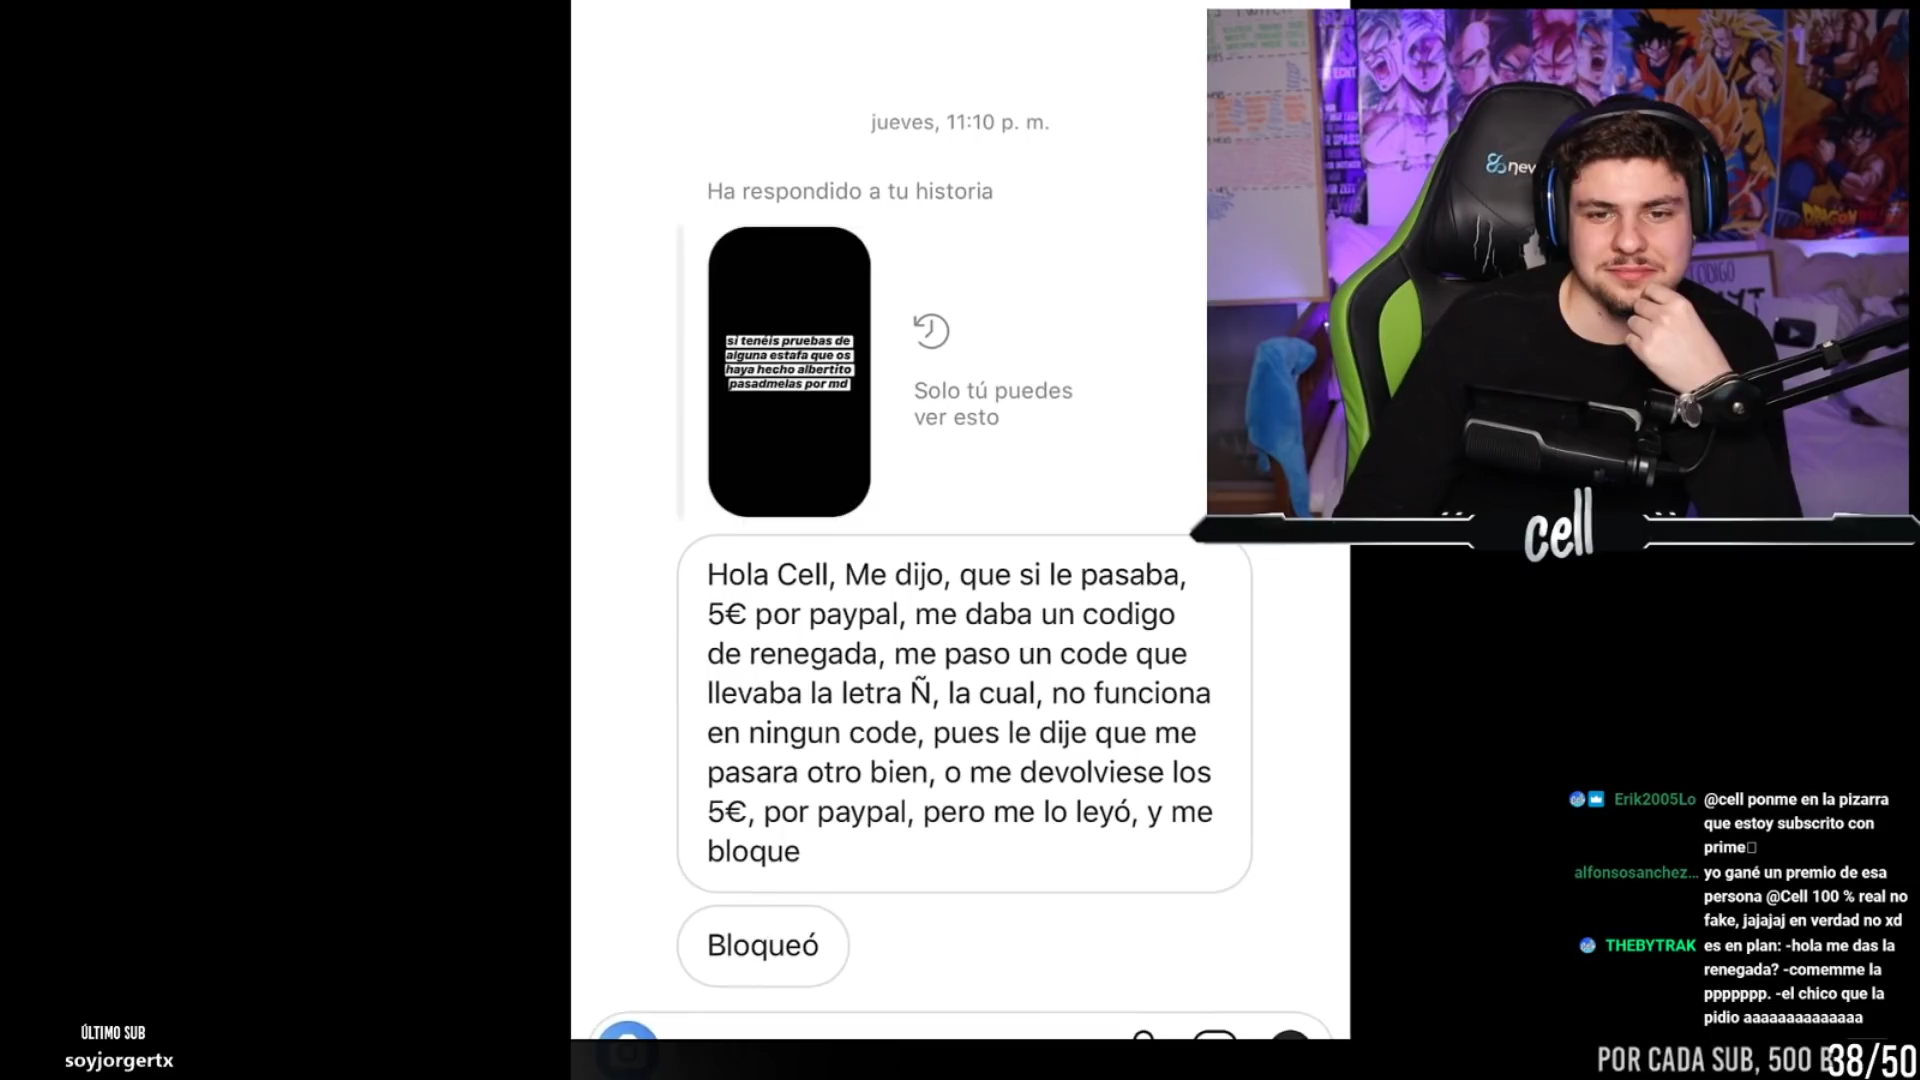 jueves, 11:10 p. m.
Ha respondido a tu historia
si tenéis pruebas de
alguna estafa que os
haya hecho albertito
pasadmelas por md
Solo tú puedes
ver esto
Hola Cell, Me dijo, que si le pasaba,
5€ por paypal, me daba un codigo
de renegada, me paso un code que
llevaba la letra Ñ, la cual, no funciona
en ningun code, pues le dije que me
pasara otro bien, o me devolviese los
5€, por paypal, pero me lo leyó, y me
bloque
Bloqueó
cell
Erik2005Lo @cell ponme en la pizarra
que estoy subscrito con
prime
alfonsosanchez... yo gané un premio de esa
persona @Cell 100 % real no
fake, jajajaj en verdad no xd
THEBYTRAK es en plan: -hola me das la
renegada? -comemme la
ppppppp. -el chico que la
pidio aaaaaaaaaaaaaa
ÚLTIMO SUB
soyjorgertx
POR CADA SUB, 500 B
38/50